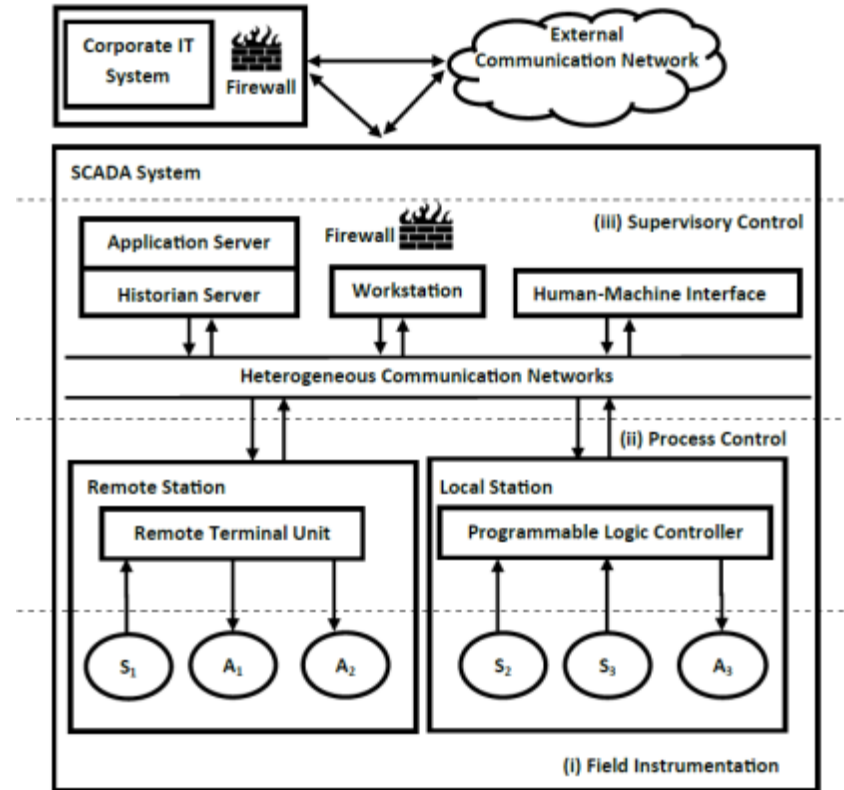 Corporate IT
System
Firewall
External
Communication Network
SCADA System
Firewall
(iii) Supervisory Control
Application Server
Historian Server
Workstation
Human-Machine Interface
Heterogeneous Communication Networks
(ii) Process Control
Remote Station
Remote Terminal Unit
Local Station
Programmable Logic Controller
S₁
A₁
A₂
S₂
S₃
A₃
(i) Field Instrumentation